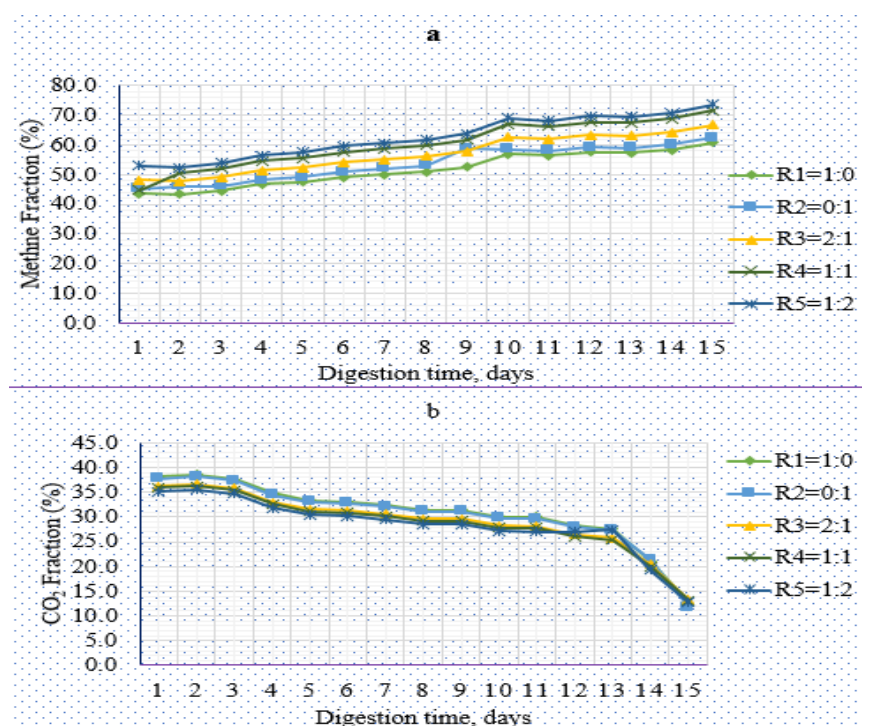 a
80.0
70.0
60.0
50.0
40.0
30.0
20.0
10.0
0.0
Methne Fraction (%)
1 2 3 4 5 6 7 8 9 10 11 12 13 14 15
Digestion time, days
R1=1:0
R2=0:1
R3=2:1
R4=1:1
R5=1:2
b
45.0
40.0
35.0
30.0
25.0
20.0
15.0
10.0
5.0
0.0
CO₂ Fraction (%)
1 2 3 4 5 6 7 8 9 10 11 12 13 14 15
Digestion time, days
R1=1:0
R2=0:1
R3=2:1
R4=1:1
R5=1:2